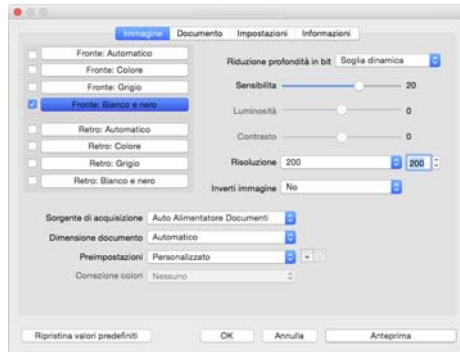 Immagine Documento Impostazioni Informazioni
Fronte: Automatico
Fronte: Colore
Fronte: Grigio
Fronte: Bianco e nero
Retro: Automatico
Retro: Colore
Retro: Grigio
Retro: Bianco e nero
Riduzione profondità in bit Soglia dinamica
Sensibilita 20
Luminosità 0
Contrasto 0
Risoluzione 200 200
Inverti immagine No
Sorgente di acquisizione Auto Alimentatore Documenti
Dimensione documento Automatico
Preimpostazioni Personalizzato + -
Correzione colori Nessuno
Ripristina valori predefiniti OK Annulla Anteprima